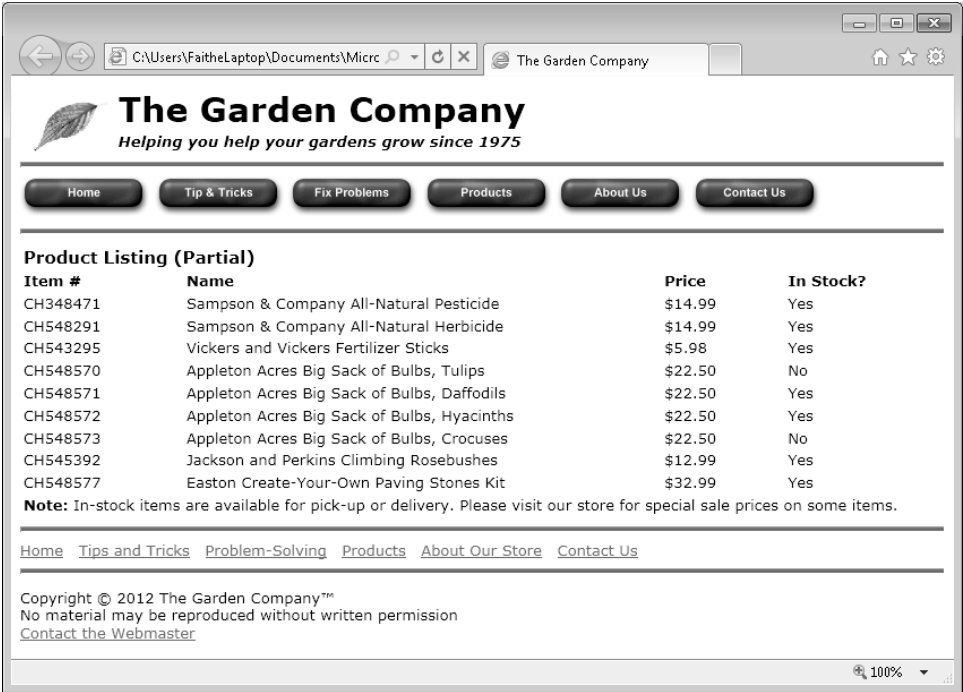 C:\Users\FaitheLaptop\Documents\Micrc
The Garden Company
The Garden Company
Helping you help your gardens grow since 1975
Home Tip & Tricks Fix Problems Products About Us Contact Us
Product Listing (Partial)
Item # Name Price In Stock?
CH348471 Sampson & Company All-Natural Pesticide $14.99 Yes
CH548291 Sampson & Company All-Natural Herbicide $14.99 Yes
CH543295 Vickers and Vickers Fertilizer Sticks $5.98 Yes
CH548570 Appleton Acres Big Sack of Bulbs, Tulips $22.50 No
CH548571 Appleton Acres Big Sack of Bulbs, Daffodils $22.50 Yes
CH548572 Appleton Acres Big Sack of Bulbs, Hyacinths $22.50 Yes
CH548573 Appleton Acres Big Sack of Bulbs, Crocuses $22.50 No
CH545392 Jackson and Perkins Climbing Rosebushes $12.99 Yes
CH548577 Easton Create-Your-Own Paving Stones Kit $32.99 Yes
Note: In-stock items are available for pick-up or delivery. Please visit our store for special sale prices on some items.
Home Tips and Tricks Problem-Solving Products About Our Store Contact Us
Copyright © 2012 The Garden Company™
No material may be reproduced without written permission
Contact the Webmaster
100%